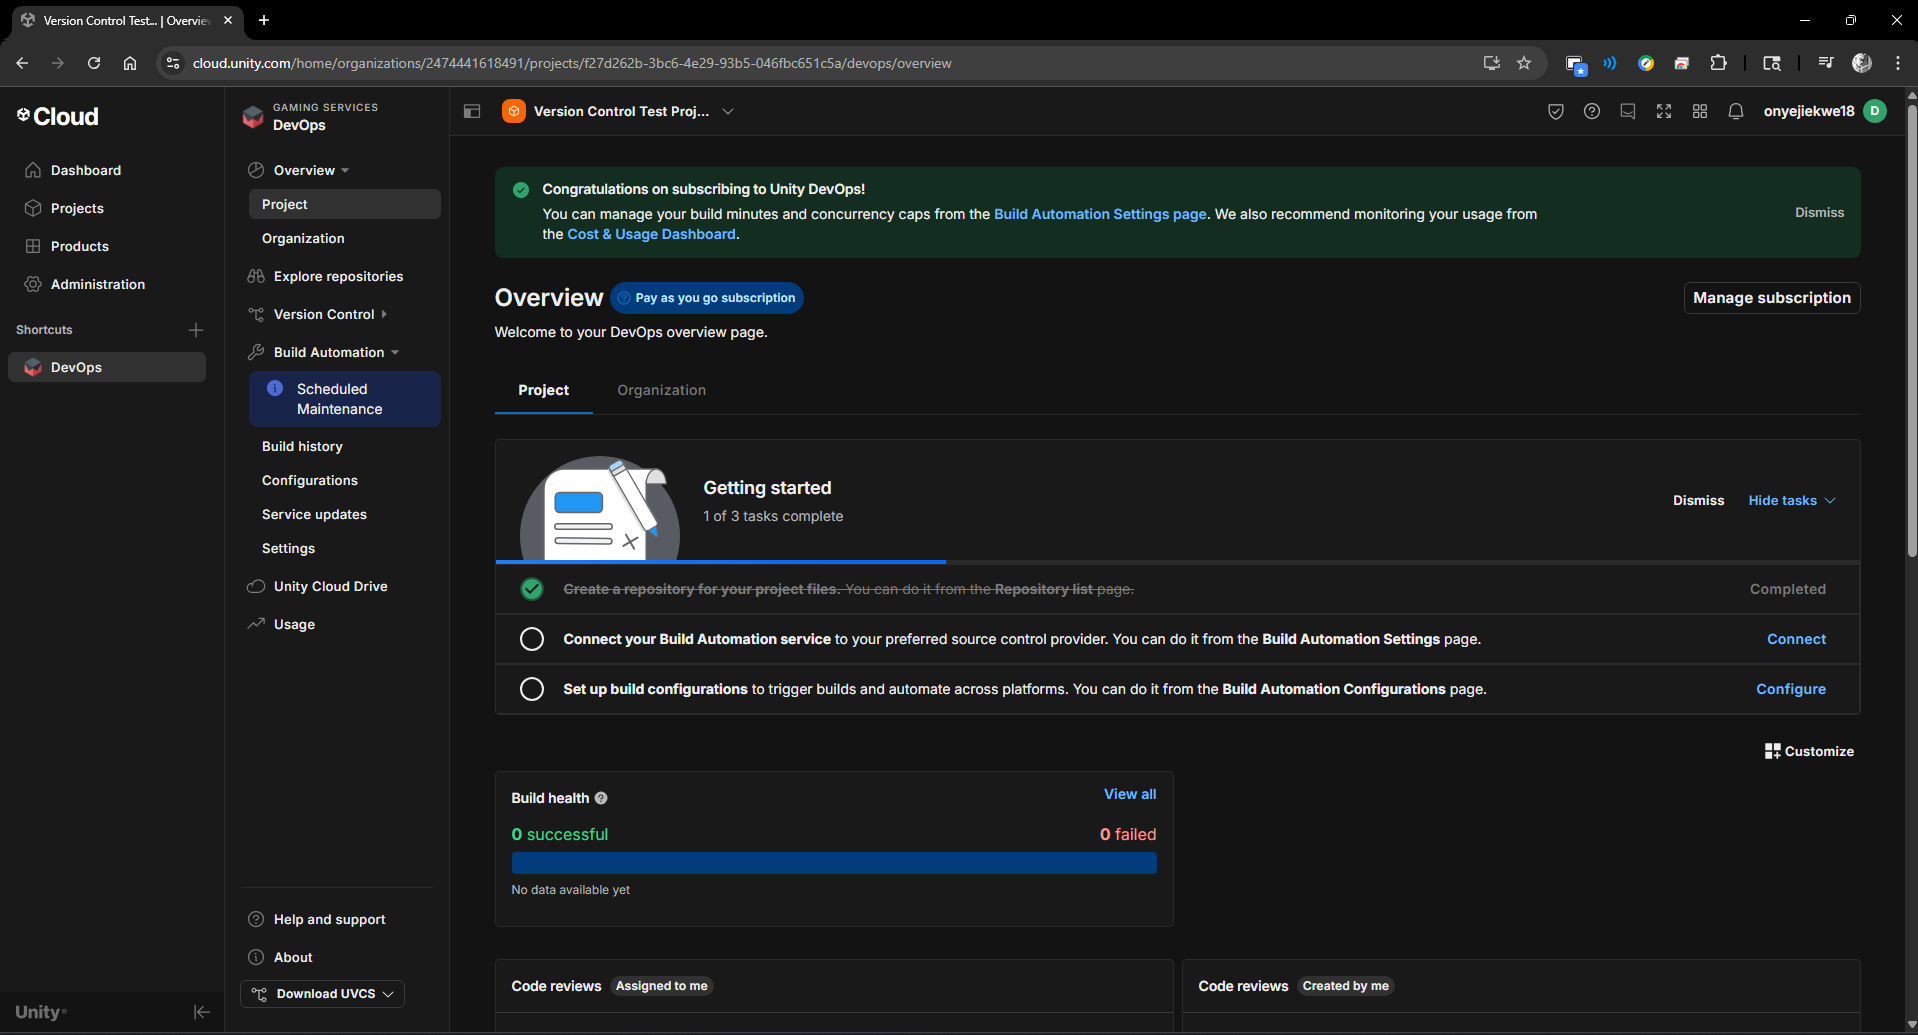 Version Control Test... | Overvie
cloud.unity.com/home/organizations/2474441618491/projects/f27d262b-3bc6-4e29-93b5-046fbc651c5a/devops/overview
Cloud
Dashboard
Projects
Products
Administration
Shortcuts
DevOps
Unity
GAMING SERVICES
DevOps
Overview
Project
Organization
Explore repositories
Version Control
Build Automation
Scheduled
Maintenance
Build history
Configurations
Service updates
Settings
Unity Cloud Drive
Usage
Help and support
About
Download UVCS
Version Control Test Proj...
onyejiekwe18 D
Congratulations on subscribing to Unity DevOps!
You can manage your build minutes and concurrency caps from the Build Automation Settings page. We also recommend monitoring your usage from
the Cost & Usage Dashboard.
Dismiss
Overview Pay as you go subscription
Manage subscription
Welcome to your DevOps overview page.
Project Organization
Getting started
1 of 3 tasks complete
Dismiss Hide tasks
Create a repository for your project files. You can do it from the Repository list page. Completed
Connect your Build Automation service to your preferred source control provider. You can do it from the Build Automation Settings page. Connect
Set up build configurations to trigger builds and automate across platforms. You can do it from the Build Automation Configurations page. Configure
Customize
Build health View all
0 successful 0 failed
No data available yet
Code reviews Assigned to me
Code reviews Created by me